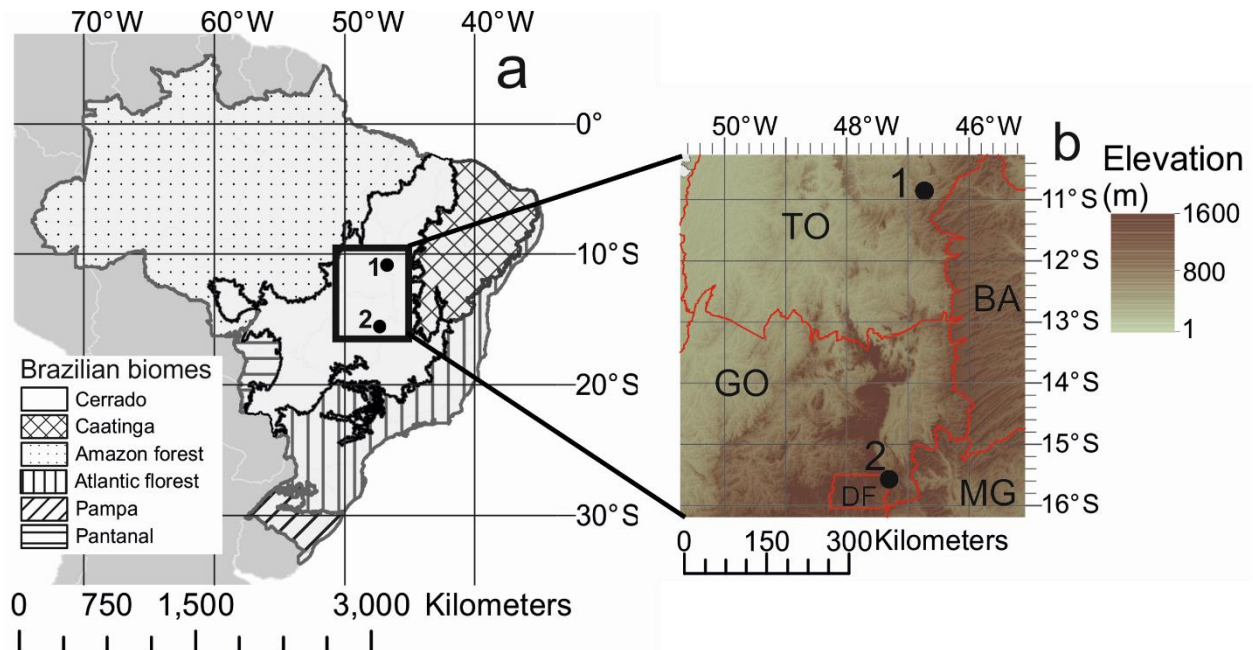 70°W 60°W 50°W 40°W
a
0°
10°S
20°S
30°S
1
2
Brazilian biomes
Cerrado
Caatinga
Amazon forest
Atlantic florest
Pampa
Pantanal
0 750 1,500 3,000 Kilometers
50°W 48°W 46°W
b
11°S
12°S
13°S
14°S
15°S
16°S
1
TO
BA
GO
2
DF
MG
0 150 300 Kilometers
Elevation
(m)
1600
800
1